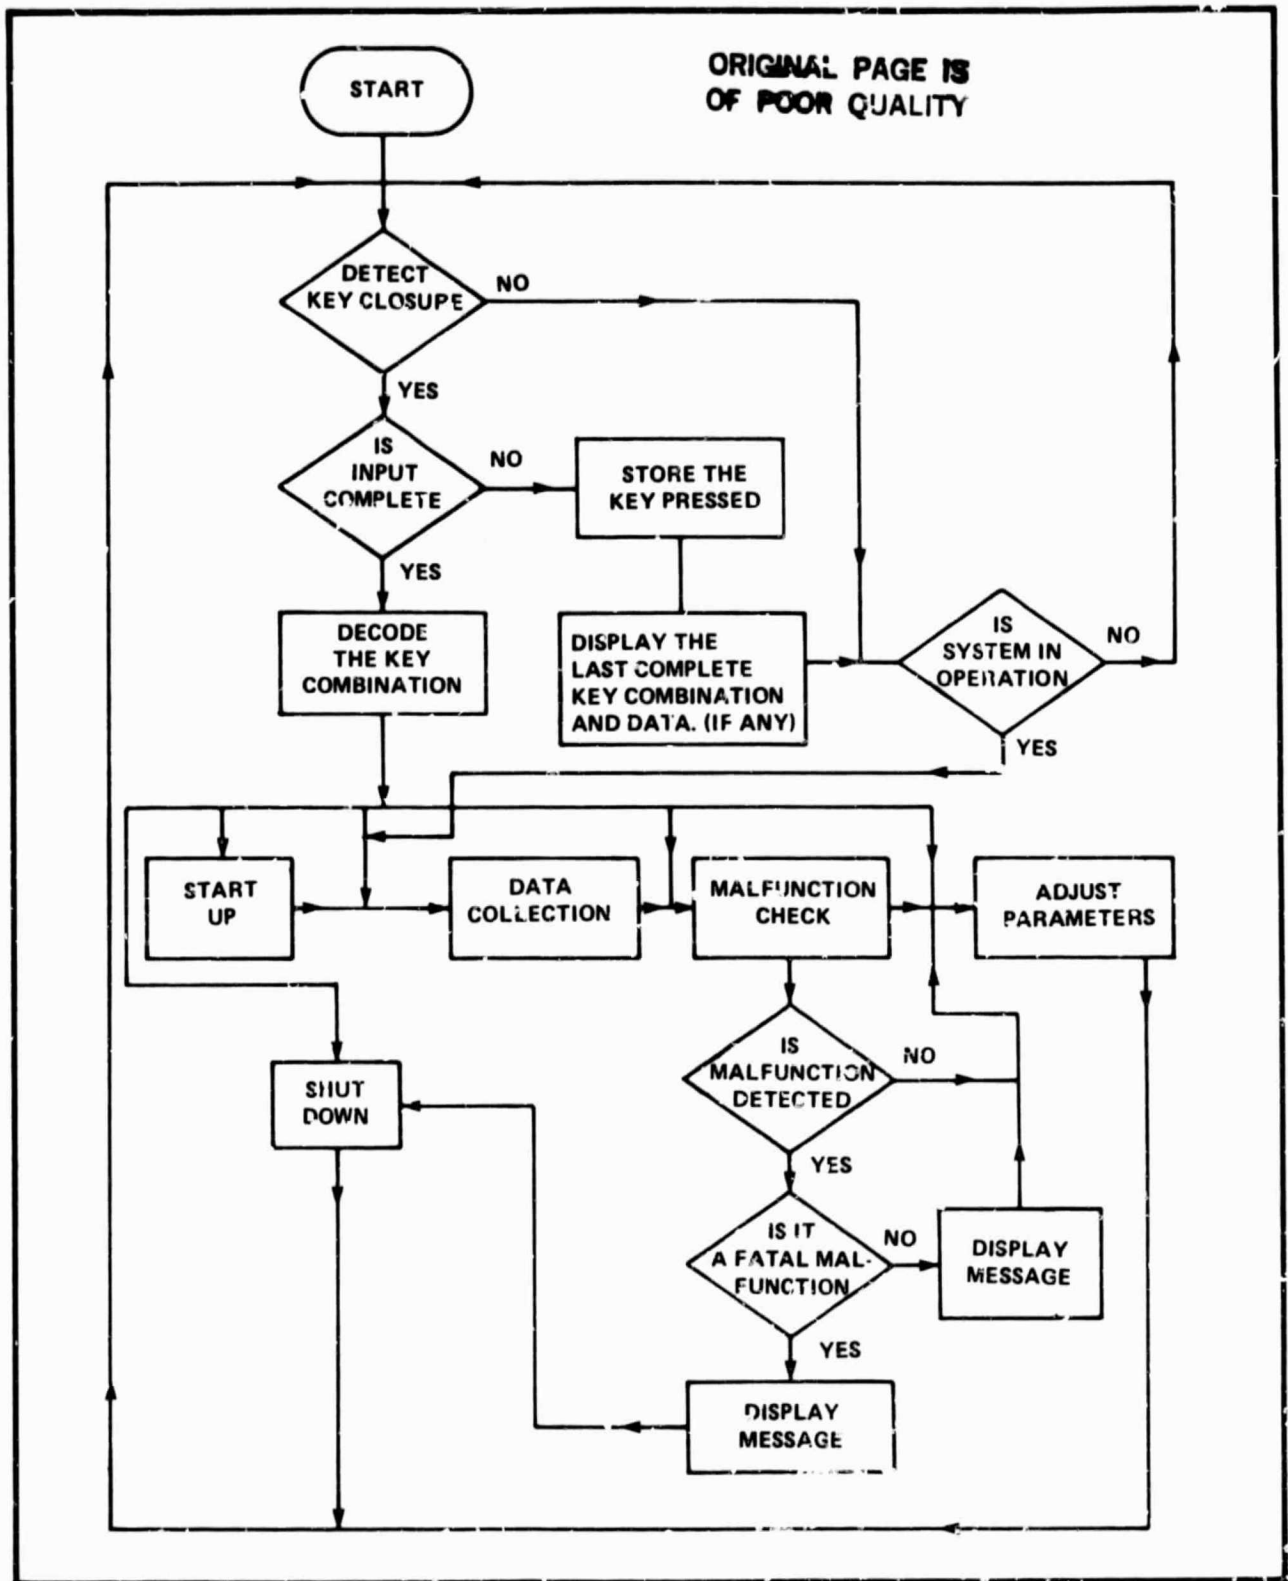 ORIGINAL PAGE IS
OF POOR QUALITY
START
DETECT
KEY CLOSUPE
NO
YES
IS
INPUT
COMPLETE
NO
STORE THE
KEY PRESSED
YES
DECODE
THE KEY
COMBINATION
DISPLAY THE
LAST COMPLETE
KEY COMBINATION
AND DATA. (IF ANY)
IS
SYSTEM IN
OPERATION
NO
YES
START
UP
DATA
COLLECTION
MALFUNCTION
CHECK
ADJUST
PARAMETERS
IS
MALFUNCTION
DETECTED
NO
SHUT
DOWN
YES
IS IT
A FATAL MAL-
FUNCTION
NO
DISPLAY
MESSAGE
YES
DISPLAY
MESSAGE